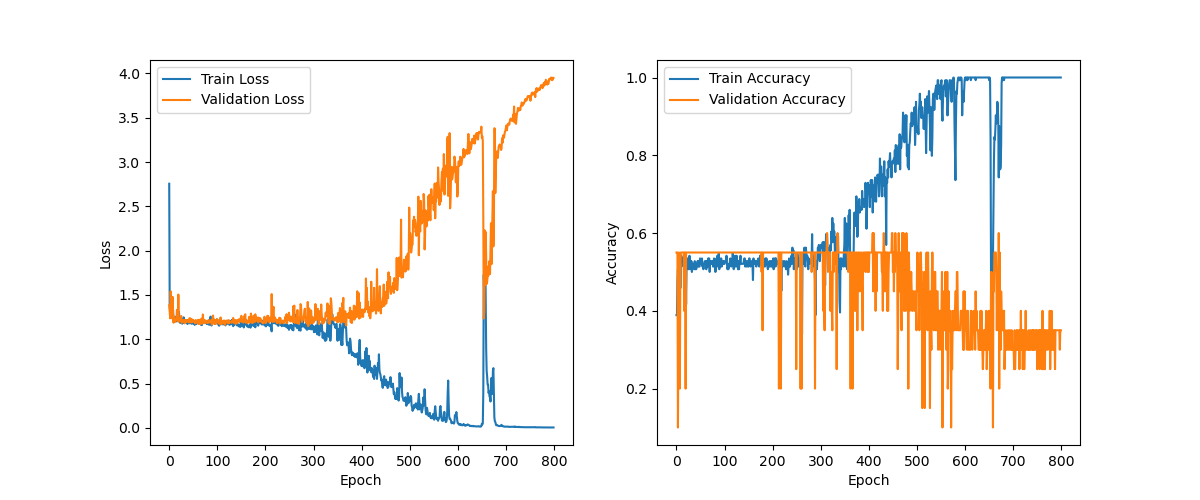 Train Loss
Validation Loss
4.0
3.5
3.0
2.5
2.0
1.5
1.0
0.5
0.0
Loss
0 100 200 300 400 500 600 700 800
Epoch
Train Accuracy
Validation Accuracy
1.0
0.8
0.6
0.4
0.2
Accuracy
0 100 200 300 400 500 600 700 800
Epoch